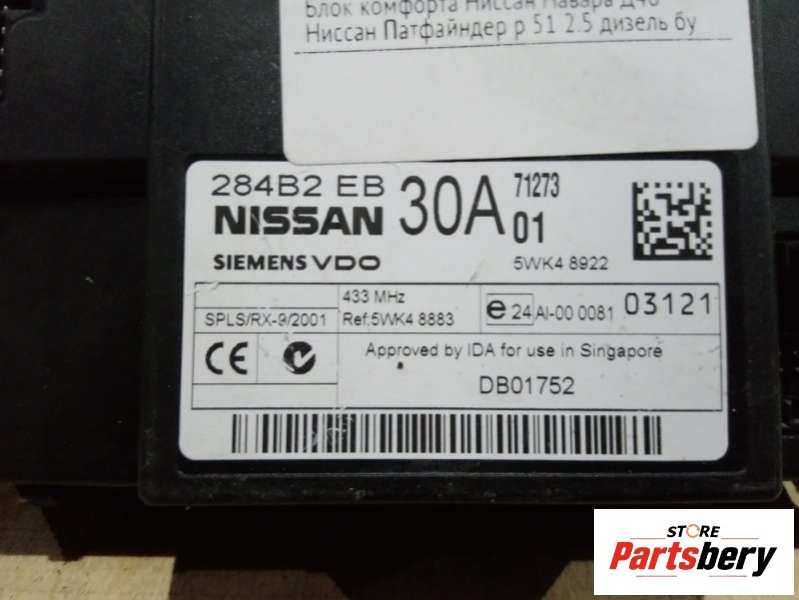 Блок комфорта Ниссан Навара Д40
Ниссан Патфайндер р 51 2.5 дизель бу
284B2 EB 30A 71273
NISSAN 01
SIEMENS VDO 5WK4 8922
433 MHz
SPLS/RX-9/2001 Ref:5WK4 8883 e 24 AI-00 0081 03121
CE Approved by IDA for use in Singapore
DB01752
STORE
Partsbery